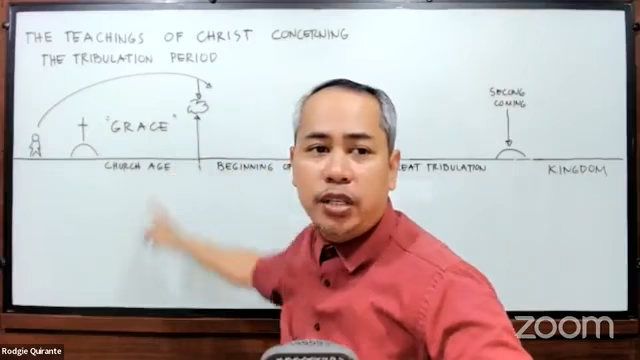 THE TEACHINGS OF CHRIST CONCERNING
THE TRIBULATION PERIOD
SECOND
COMING
"GRACE"
CHURCH AGE
BEGINNING
TRIBULATION
KINGDOM
zoom
Rodgie Quirante